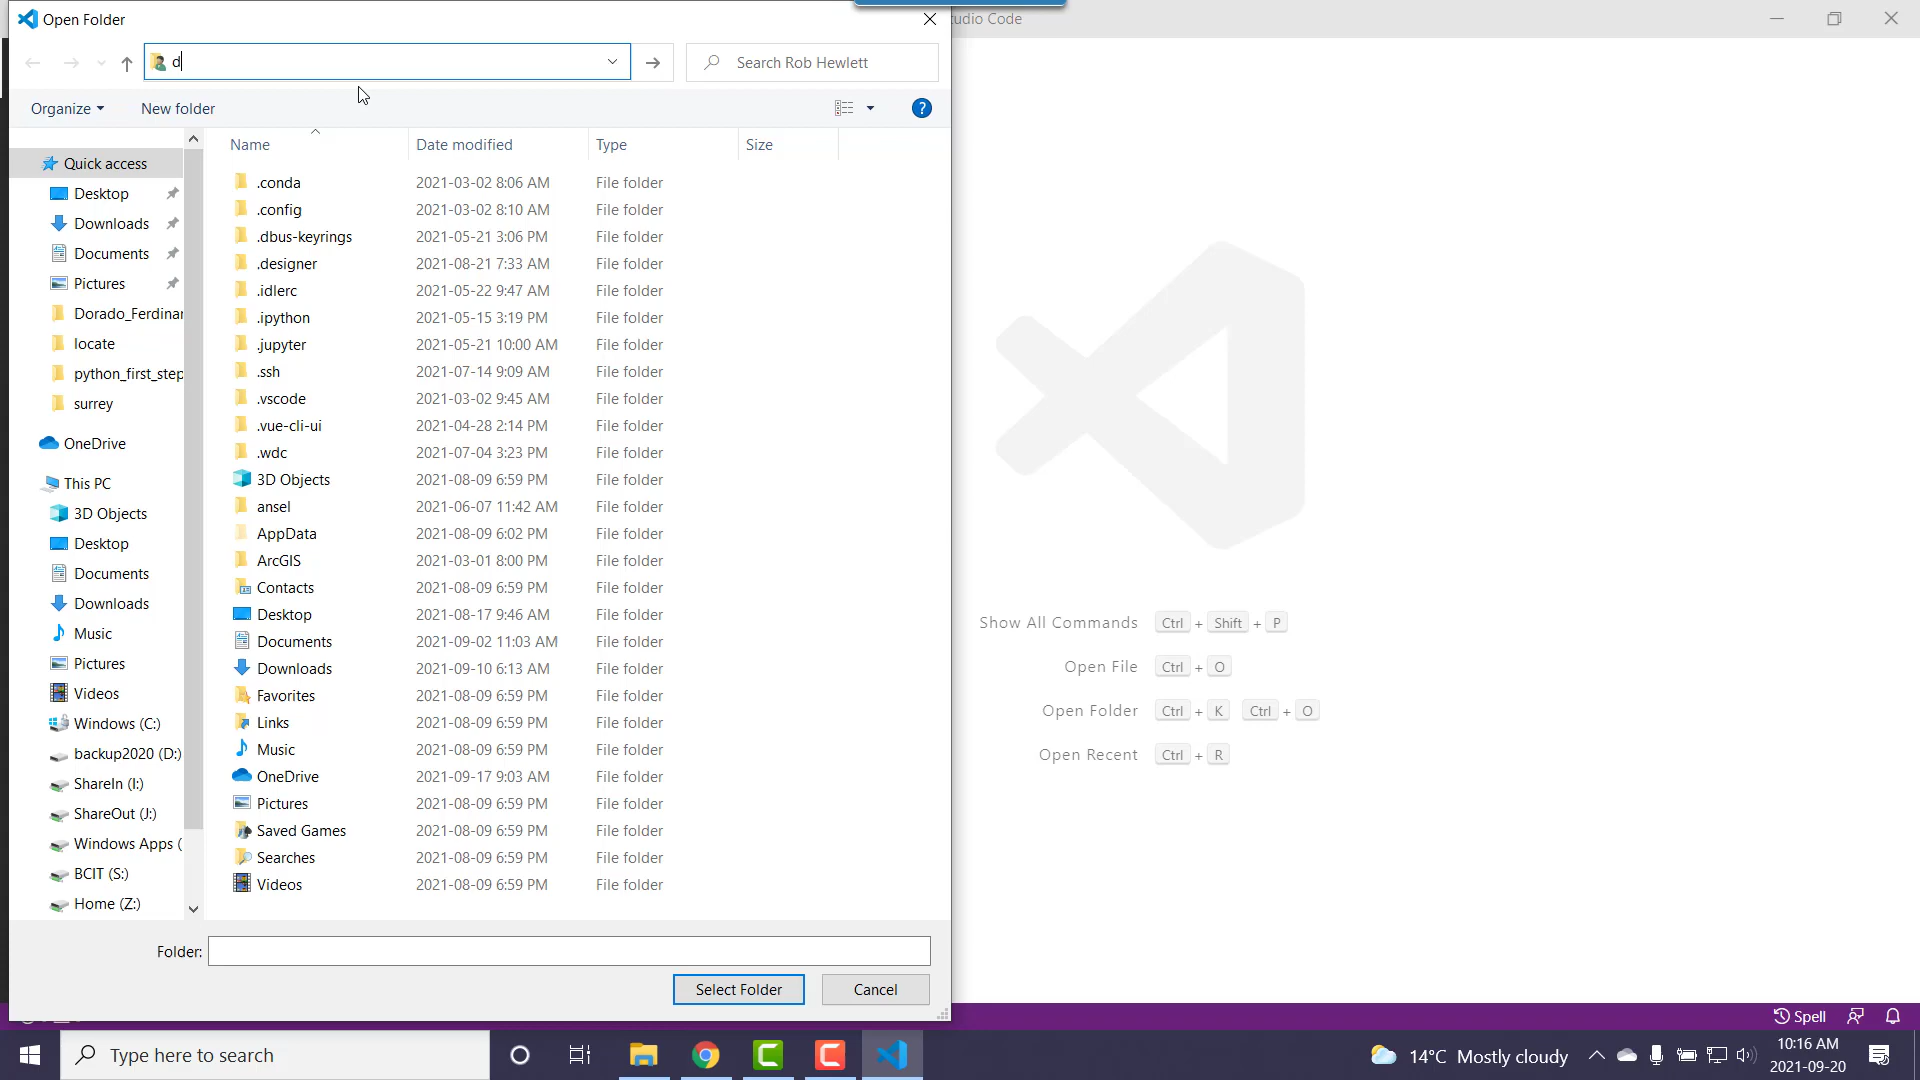 Open Folder
udio Code
d
Search Rob Hewlett
Organize
New folder
Name
Date modified
Type
Size
Quick access
Desktop
Downloads
Documents
Pictures
Dorado_Ferdinar
locate
python_first_step
surrey
OneDrive
This PC
3D Objects
Desktop
Documents
Downloads
Music
Pictures
Videos
Windows (C:)
backup2020 (D:)
ShareIn (I:)
ShareOut (J:)
Windows Apps (
BCIT (S:)
Home (Z:)
.conda 2021-03-02 8:06 AM File folder
.config 2021-03-02 8:10 AM File folder
.dbus-keyrings 2021-05-21 3:06 PM File folder
.designer 2021-08-21 7:33 AM File folder
.idlerc 2021-05-22 9:47 AM File folder
.ipython 2021-05-15 3:19 PM File folder
.jupyter 2021-05-21 10:00 AM File folder
.ssh 2021-07-14 9:09 AM File folder
.vscode 2021-03-02 9:45 AM File folder
.vue-cli-ui 2021-04-28 2:14 PM File folder
.wdc 2021-07-04 3:23 PM File folder
3D Objects 2021-08-09 6:59 PM File folder
ansel 2021-06-07 11:42 AM File folder
AppData 2021-08-09 6:02 PM File folder
ArcGIS 2021-03-01 8:00 PM File folder
Contacts 2021-08-09 6:59 PM File folder
Desktop 2021-08-17 9:46 AM File folder
Documents 2021-09-02 11:03 AM File folder
Downloads 2021-09-10 6:13 AM File folder
Favorites 2021-08-09 6:59 PM File folder
Links 2021-08-09 6:59 PM File folder
Music 2021-08-09 6:59 PM File folder
OneDrive 2021-09-17 9:03 AM File folder
Pictures 2021-08-09 6:59 PM File folder
Saved Games 2021-08-09 6:59 PM File folder
Searches 2021-08-09 6:59 PM File folder
Videos 2021-08-09 6:59 PM File folder
Folder:
Select Folder
Cancel
Show All Commands Ctrl + Shift + P
Open File Ctrl + O
Open Folder Ctrl + K Ctrl + O
Open Recent Ctrl + R
Spell
Type here to search
14°C Mostly cloudy
10:16 AM
2021-09-20